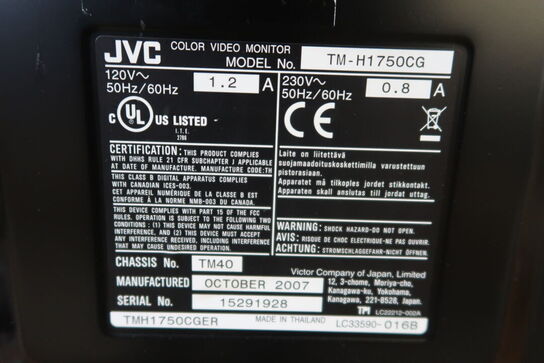 JVC COLOR VIDEO MONITOR
MODEL No. TM-H1750CG
120V~ 50Hz/60Hz 1.2 A
230V~ 50Hz/60Hz 0.8 A
C UL US LISTED
I.T.E.
27B6
CE
CERTIFICATION: THIS PRODUCT COMPLIES
WITH DHHS RULE 21 CFR SUBCHAPTER J APPLICABLE
AT DATE OF MANUFACTURE. MANUFACTURE CODE:TH
THIS CLASS B DIGITAL APPARATUS COMPLIES
WITH CANADIAN ICES-003.
CET APPAREIL NUMÉRIQUE DE LA CLASSE B EST
CONFORME À LA NORME NMB-003 DU CANADA.
THIS DEVICE COMPLIES WITH PART 15 OF THE FCC
RULES. OPERATION IS SUBJECT TO THE FOLLOWING TWO
CONDITIONS: (1) THIS DEVICE MAY NOT CAUSE HARMFUL
INTERFERENCE, AND (2) THIS DEVICE MUST ACCEPT
ANY INTERFERENCE RECEIVED, INCLUDING INTERFERENCE
THAT MAY CAUSE UNDESIRED OPERATION.
Laite on liitettävä
suojamaadoituskoskettimilla varustettuun
pistorasiaan.
Apparatet må tilkoples jordet stikkontakt.
Apparaten skall anslutas till jordat uttag.
WARNING: SHOCK HAZARD-DO NOT OPEN.
AVIS: RISQUE DE CHOC ELECTRIQUE-NE PAS OUVRIR.
ACHTUNG: STROMSCHLAGGEFAHR-NICHT ÖFFNEN.
CHASSIS No. TM40
MANUFACTURED OCTOBER 2007
SERIAL No. 15291928
Victor Company of Japan, Limited
12, 3-chome, Moriya-cho,
Kanagawa-ku, Yokohama,
Kanagawa, 221-8528, Japan
TPI LC22212-002A
TMH1750CGER MADE IN THAILAND LC33590-016B